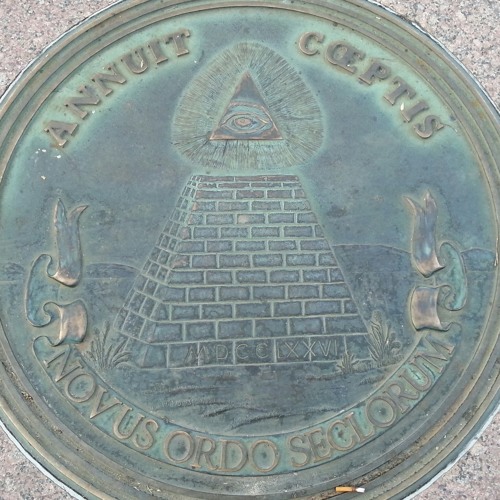 ANNUIT CŒPTIS
MDCCLXXVI
NOVUS ORDO SECLORUM